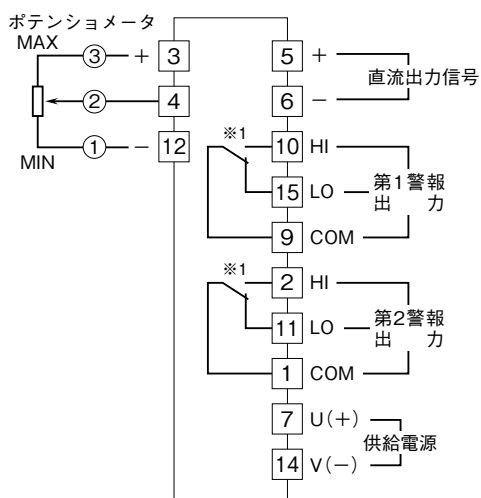 ポテンショメータ
MAX
③ + 3
② 4
① − 12
MIN
5 +
6 −
直流出力信号
※1
10 HI
15 LO
9 COM
第1警報
出 力
※1
2 HI
11 LO
1 COM
第2警報
出 力
7 U(+)
14 V(−)
供給電源